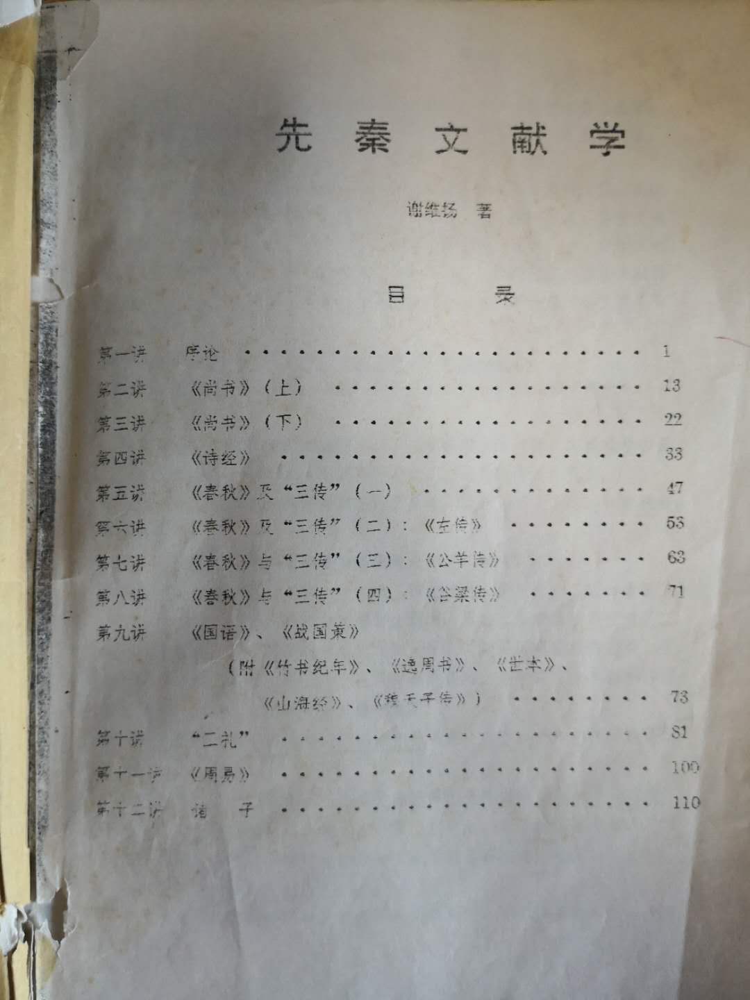 先秦文献学
谢维扬 著
目 录
第一讲 序论 ······················ 1
第二讲 《尚书》(上) ·················· 13
第三讲 《尚书》(下) ·················· 22
第四讲 《诗经》 ····················· 33
第五讲 《春秋》及“三传”(一) ············· 47
第六讲 《春秋》及“三传”(二):《左传》 ········ 53
第七讲 《春秋》与“三传”(三):《公羊传》 ······· 63
第八讲 《春秋》与“三传”(四):《谷梁传》 ······· 71
第九讲 《国语》、《战国策》
(附《竹书纪年》、《逸周书》、《世本》、
《山海经》、《穆天子传》) ········ 73
第十讲 “三礼” ····················· 81
第十一讲 《周易》 ····················· 100
第十二讲 诸 子 ····················· 110